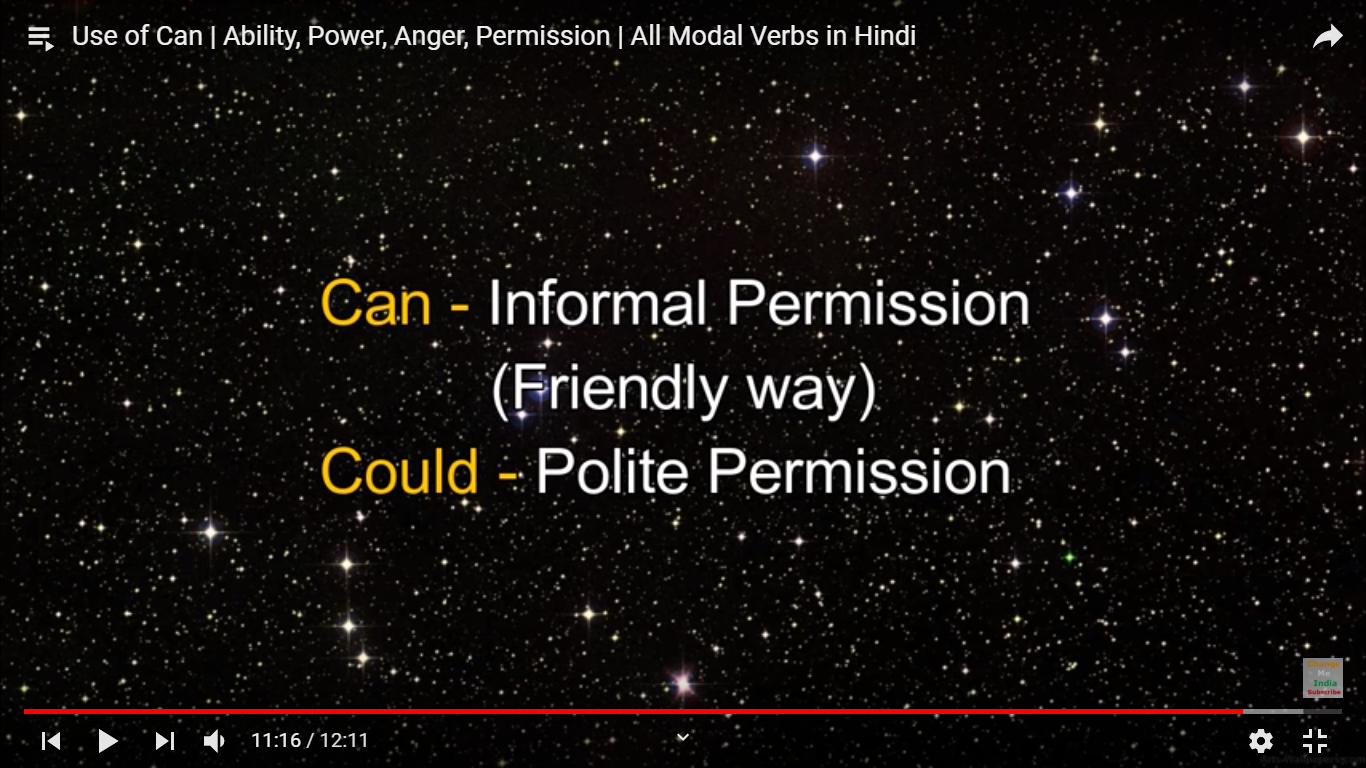 Use of Can | Ability, Power, Anger, Permission | All Modal Verbs in Hindi
Can - Informal Permission
(Friendly way)
Could - Polite Permission
Change
Me
India
Subscribe
11:16 / 12:11